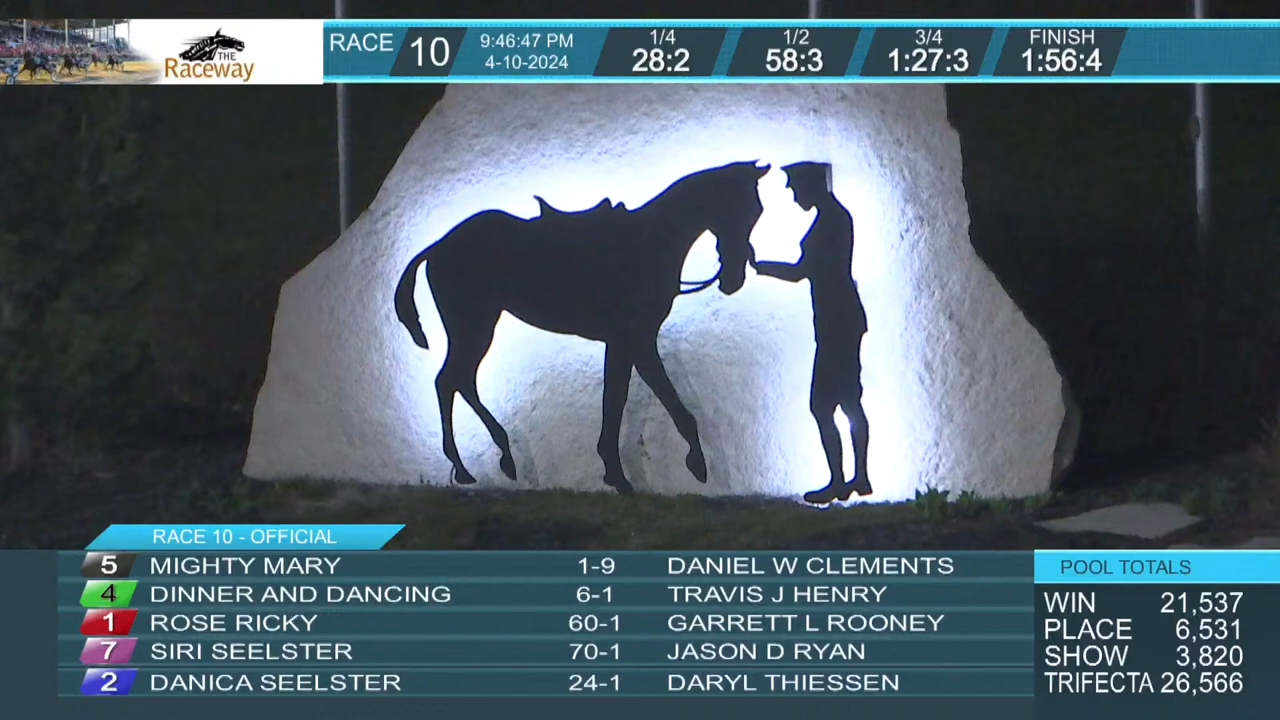 THE
Raceway
RACE 10
9:46:47 PM
4-10-2024
1/4
28:2
1/2
58:3
3/4
1:27:3
FINISH
1:56:4
RACE 10 - OFFICIAL
5 MIGHTY MARY 1-9 DANIEL W CLEMENTS
4 DINNER AND DANCING 6-1 TRAVIS J HENRY
1 ROSE RICKY 60-1 GARRETT L ROONEY
7 SIRI SEELSTER 70-1 JASON D RYAN
2 DANICA SEELSTER 24-1 DARYL THIESSEN
POOL TOTALS
WIN 21,537
PLACE 6,531
SHOW 3,820
TRIFECTA 26,566